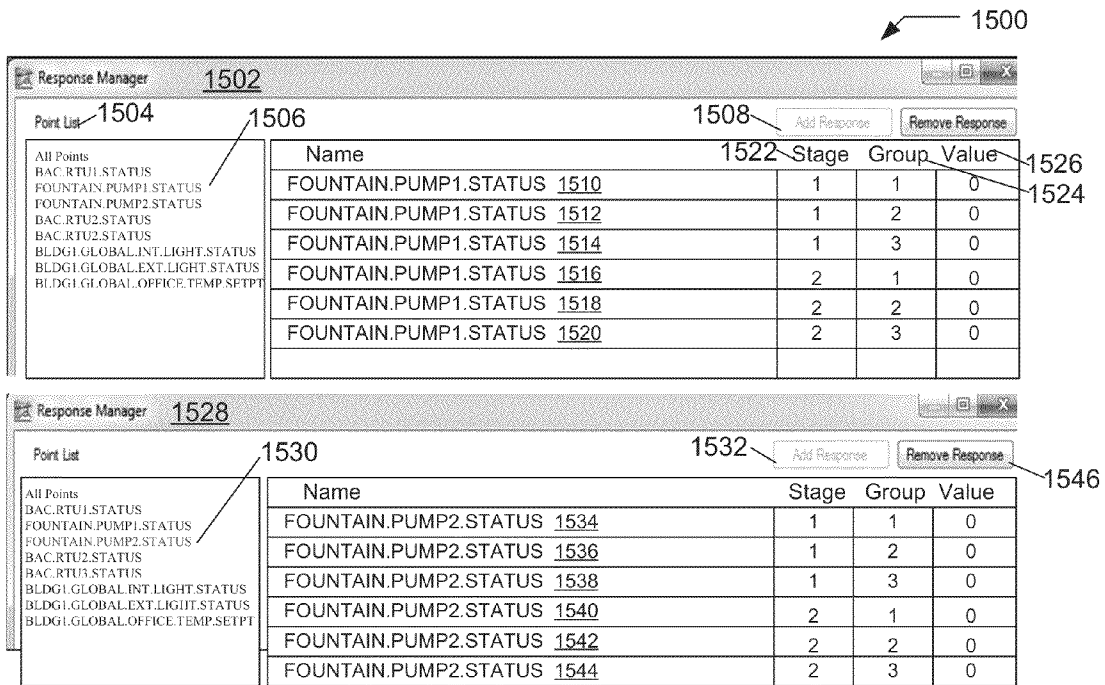 1500
Response Manager 1502
Point List 1504 1506 1508 Add Response Remove Response
All Points
BAC.RTU1.STATUS
FOUNTAIN.PUMP1.STATUS
FOUNTAIN.PUMP2.STATUS
BAC.RTU2.STATUS
BAC.RTU2.STATUS
BLDG1.GLOBAL.INT.LIGHT.STATUS
BLDG1.GLOBAL.EXT.LIGHT.STATUS
BLDG1.GLOBAL.OFFICE.TEMP.SETPT
Name 1522 Stage Group Value 1526
1524
FOUNTAIN.PUMP1.STATUS 1510 1 1 0
FOUNTAIN.PUMP1.STATUS 1512 1 2 0
FOUNTAIN.PUMP1.STATUS 1514 1 3 0
FOUNTAIN.PUMP1.STATUS 1516 2 1 0
FOUNTAIN.PUMP1.STATUS 1518 2 2 0
FOUNTAIN.PUMP1.STATUS 1520 2 3 0
Response Manager 1528
Point List 1530 1532 Add Response Remove Response 1546
All Points
BAC.RTU1.STATUS
FOUNTAIN.PUMP1.STATUS
FOUNTAIN.PUMP2.STATUS
BAC.RTU2.STATUS
BAC.RTU3.STATUS
BLDG1.GLOBAL.INT.LIGHT.STATUS
BLDG1.GLOBAL.EXT.LIGHT.STATUS
BLDG1.GLOBAL.OFFICE.TEMP.SETPT
Name Stage Group Value
FOUNTAIN.PUMP2.STATUS 1534 1 1 0
FOUNTAIN.PUMP2.STATUS 1536 1 2 0
FOUNTAIN.PUMP2.STATUS 1538 1 3 0
FOUNTAIN.PUMP2.STATUS 1540 2 1 0
FOUNTAIN.PUMP2.STATUS 1542 2 2 0
FOUNTAIN.PUMP2.STATUS 1544 2 3 0